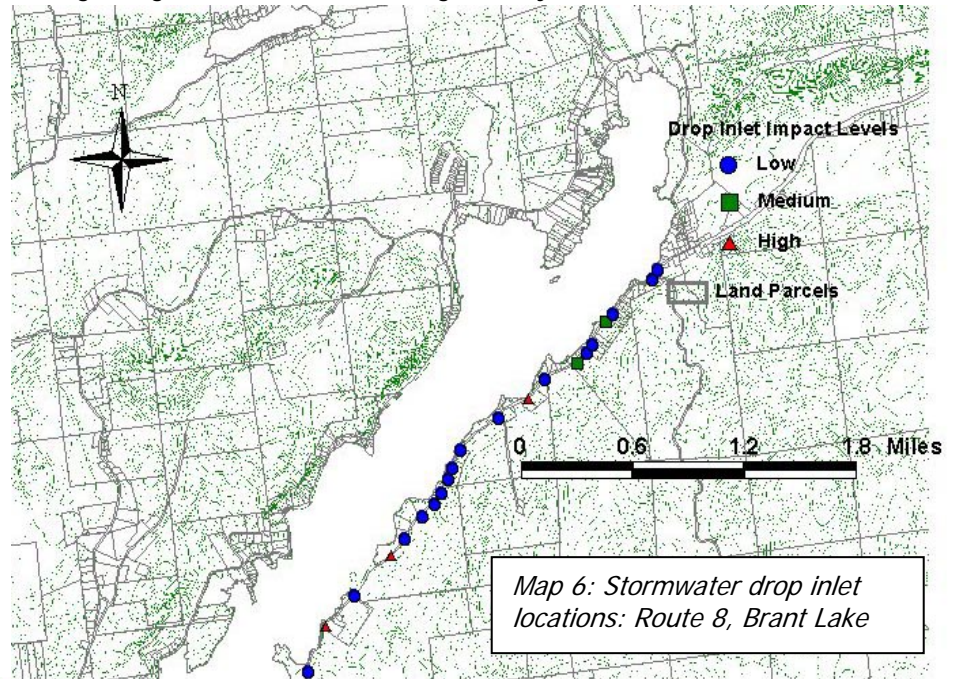 N
Drop Inlet Impact Levels
Low
Medium
High
Land Parcels
0 0.6 1.2 1.8 Miles
Map 6: Stormwater drop inlet
locations: Route 8, Brant Lake